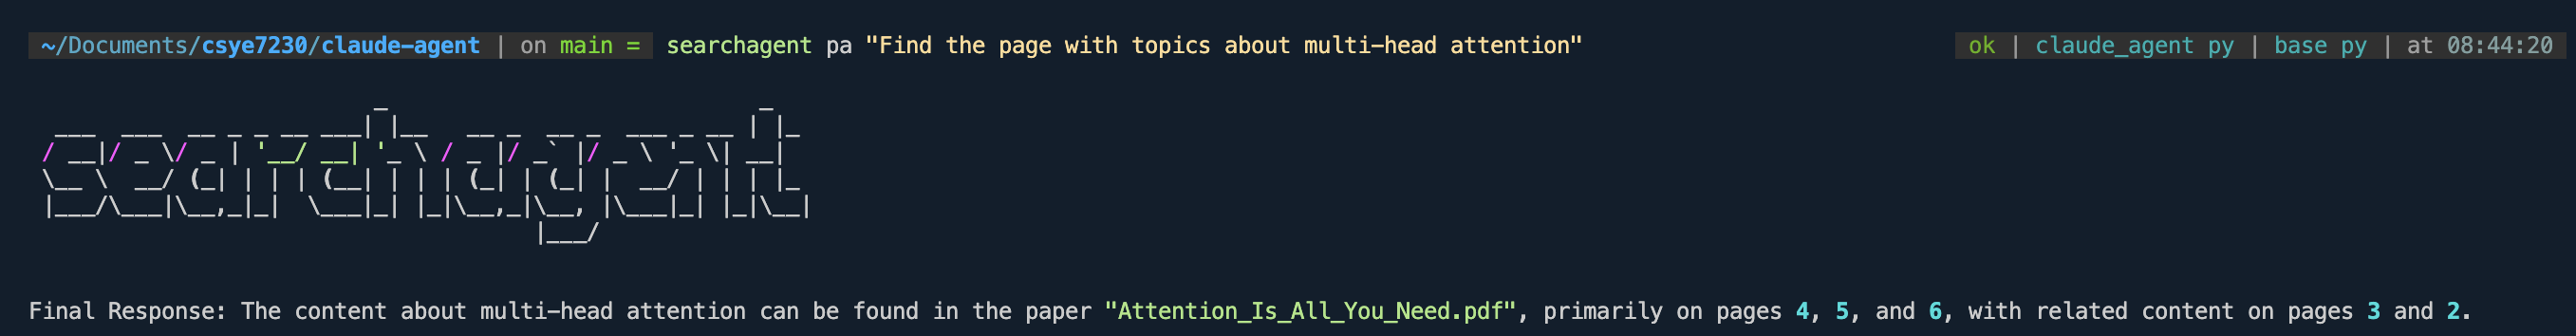 ~/Documents/csye7230/claude-agent | on main = searchagent pa "Find the page with topics about multi-head attention" ok | claude_agent py | base py | at 08:44:20
searchagent
Final Response: The content about multi-head attention can be found in the paper "Attention_Is_All_You_Need.pdf", primarily on pages 4, 5, and 6, with related content on pages 3 and 2.